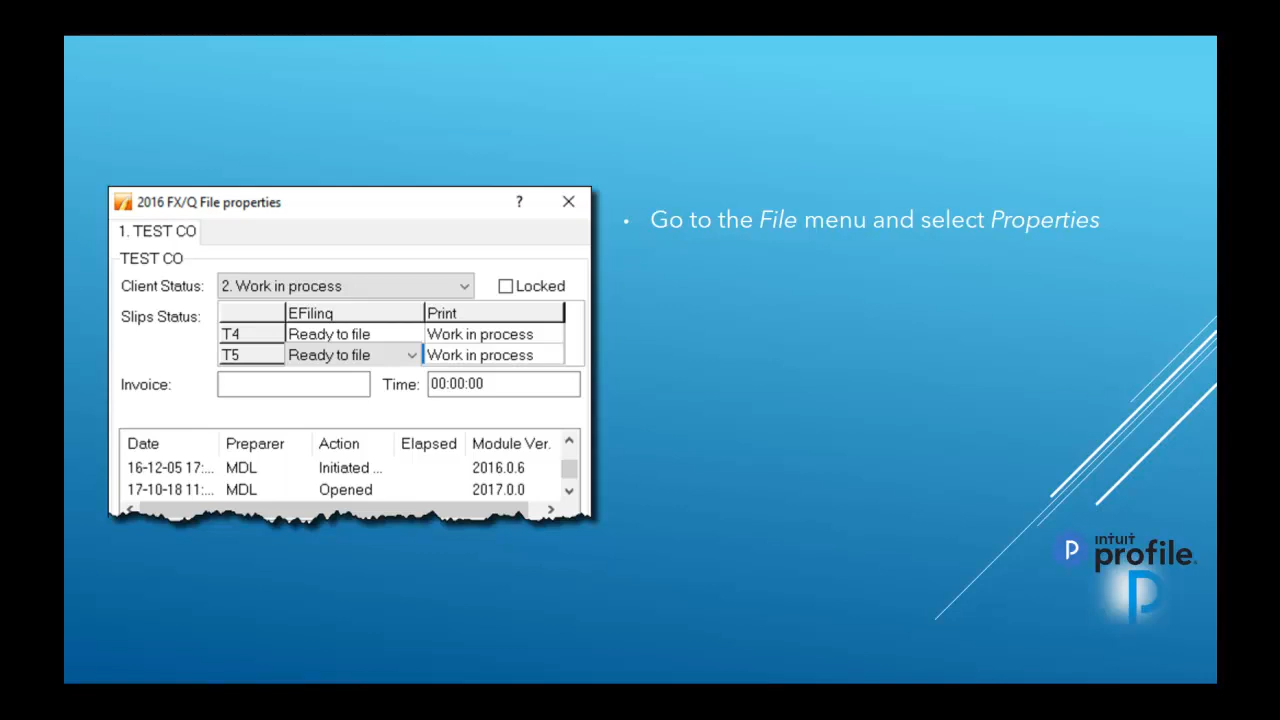 2016 FX/Q File properties
?
1. TEST CO
TEST CO
Client Status: 2. Work in process Locked
Slips Status: EFiling Print
T4 Ready to file Work in process
T5 Ready to file Work in process
Invoice: Time: 00:00:00
Date Preparer Action Elapsed Module Ver.
16-12-05 17:... MDL Initiated ... 2016.0.6
17-10-18 11:... MDL Opened 2017.0.0
• Go to the File menu and select Properties
ıntuıt
profile.